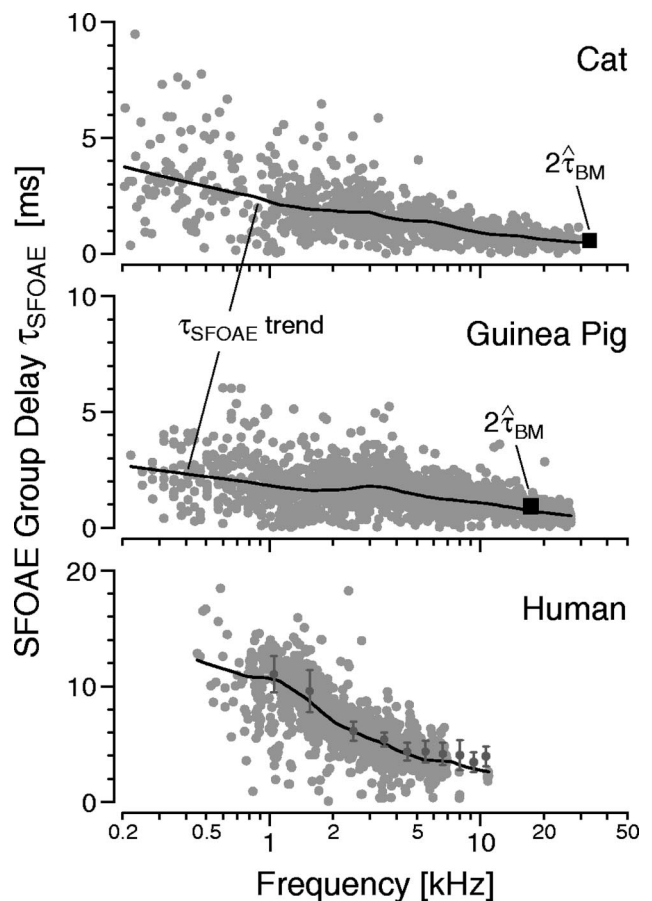 SFOAE Group Delay τSFOAE [ms]
10
5
0
Cat
2τ̂BM
10
5
0
Guinea Pig
τSFOAE trend
2τ̂BM
20
10
0
Human
0.2 0.5 1 2 5 10 20 50
Frequency [kHz]